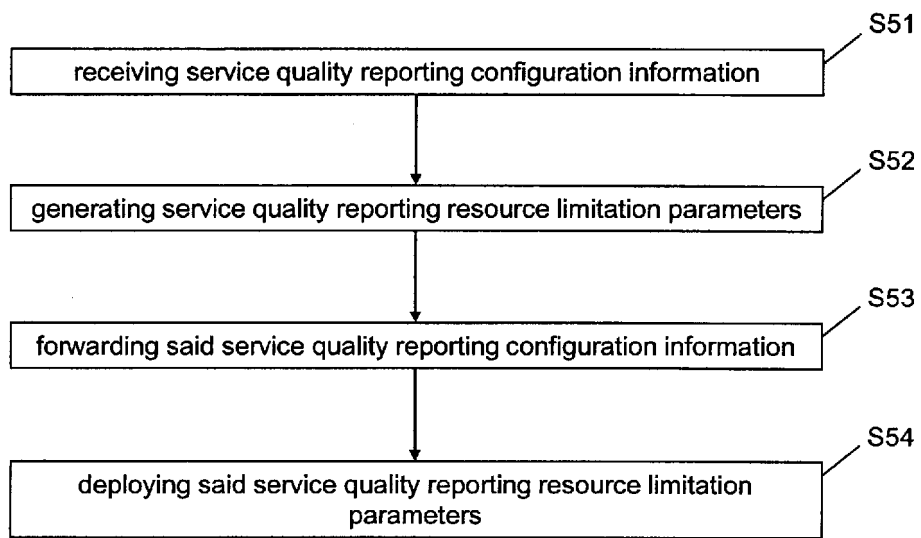 S51
receiving service quality reporting configuration information
S52
generating service quality reporting resource limitation parameters
S53
forwarding said service quality reporting configuration information
S54
deploying said service quality reporting resource limitation
parameters